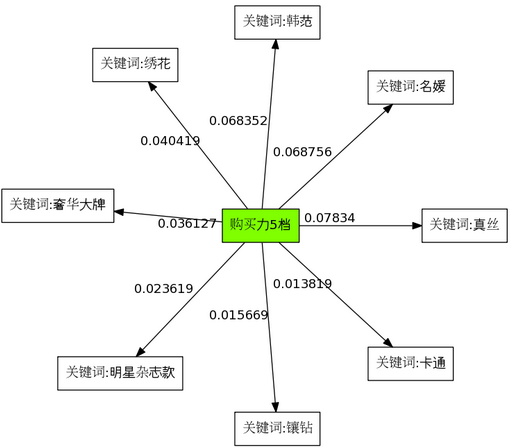 关键词:韩范
关键词:绣花
关键词:名媛
0.068352
0.040419
0.068756
关键词:奢华大牌
0.036127
购买力5档
0.07834
关键词:真丝
0.023619
0.013819
0.015669
关键词:明星杂志款
关键词:卡通
关键词:镶钻